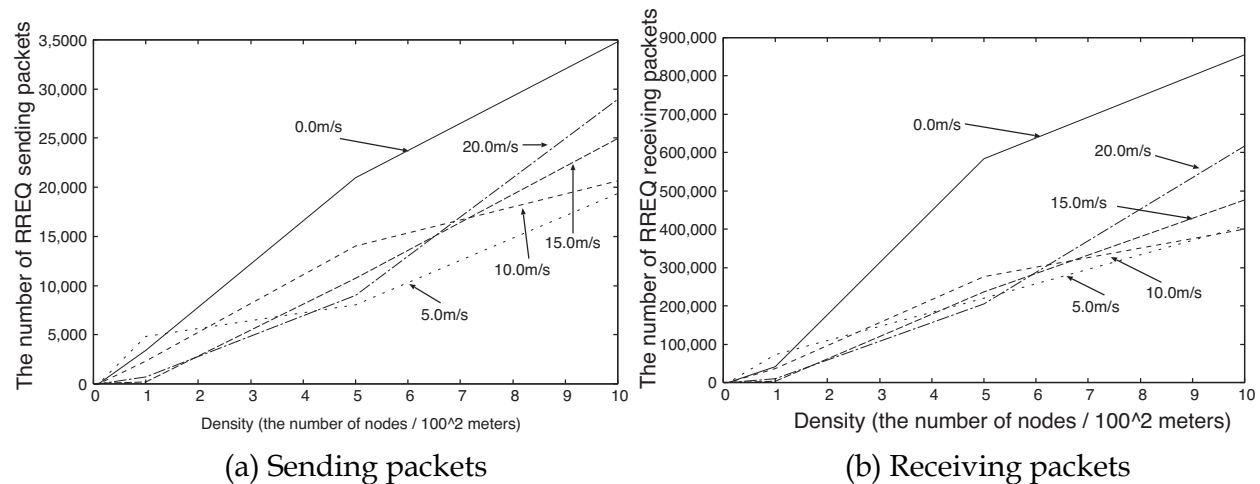 The number of RREQ sending packets
3,5000
30,000
25,000
20,000
15,000
10,000
5,000
0
0.0m/s
20.0m/s
15.0m/s
10.0m/s
5.0m/s
0 1 2 3 4 5 6 7 8 9 10
Density (the number of nodes / 100^2 meters)
(a) Sending packets
The number of RREQ receiving packets
900,000
800,000
700,000
600,000
500,000
400,000
300,000
200,000
100,000
0
0.0m/s
20.0m/s
15.0m/s
10.0m/s
5.0m/s
0 1 2 3 4 5 6 7 8 9 10
Density (the number of nodes / 100^2 meters)
(b) Receiving packets